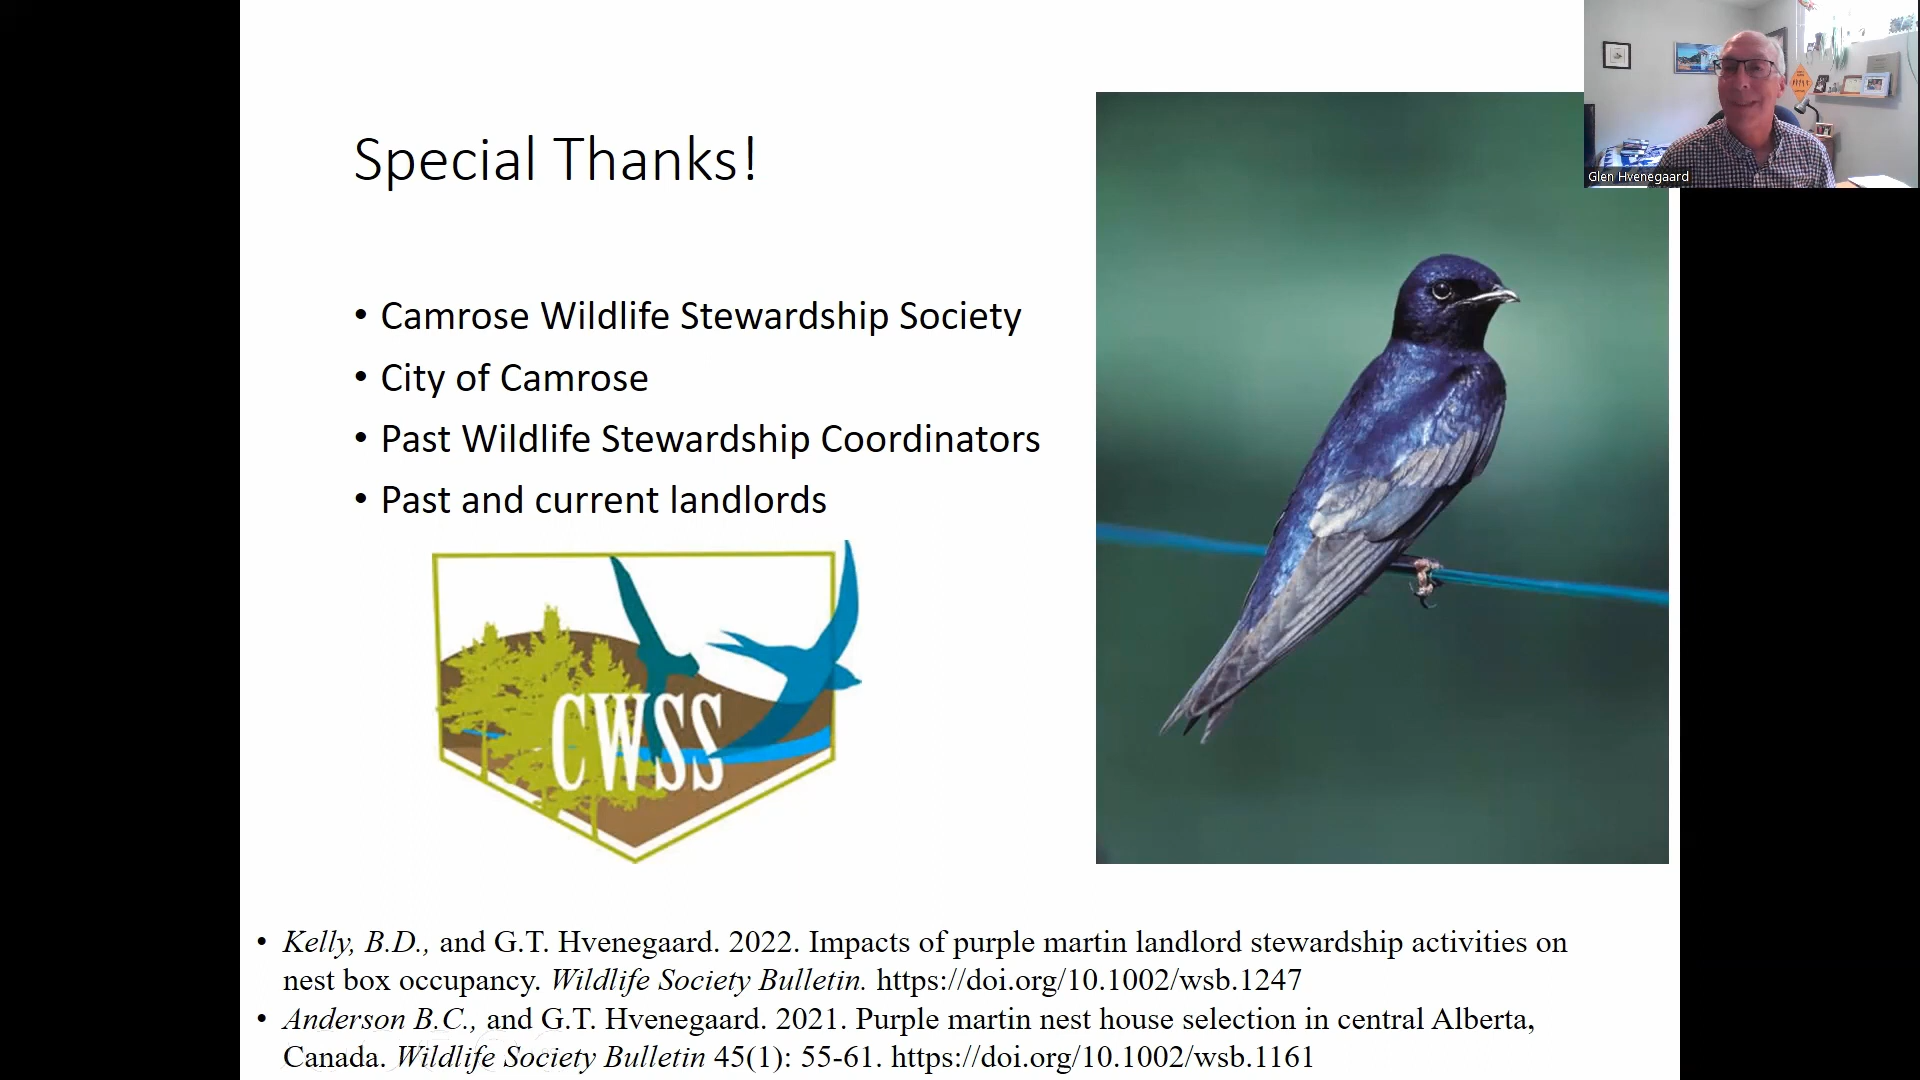 Special Thanks!
• Camrose Wildlife Stewardship Society
• City of Camrose
• Past Wildlife Stewardship Coordinators
• Past and current landlords
CWSS
• Kelly, B.D., and G.T. Hvenegaard. 2022. Impacts of purple martin landlord stewardship activities on
nest box occupancy. Wildlife Society Bulletin. https://doi.org/10.1002/wsb.1247
• Anderson B.C., and G.T. Hvenegaard. 2021. Purple martin nest house selection in central Alberta,
Canada. Wildlife Society Bulletin 45(1): 55-61. https://doi.org/10.1002/wsb.1161
Glen Hvenegaard